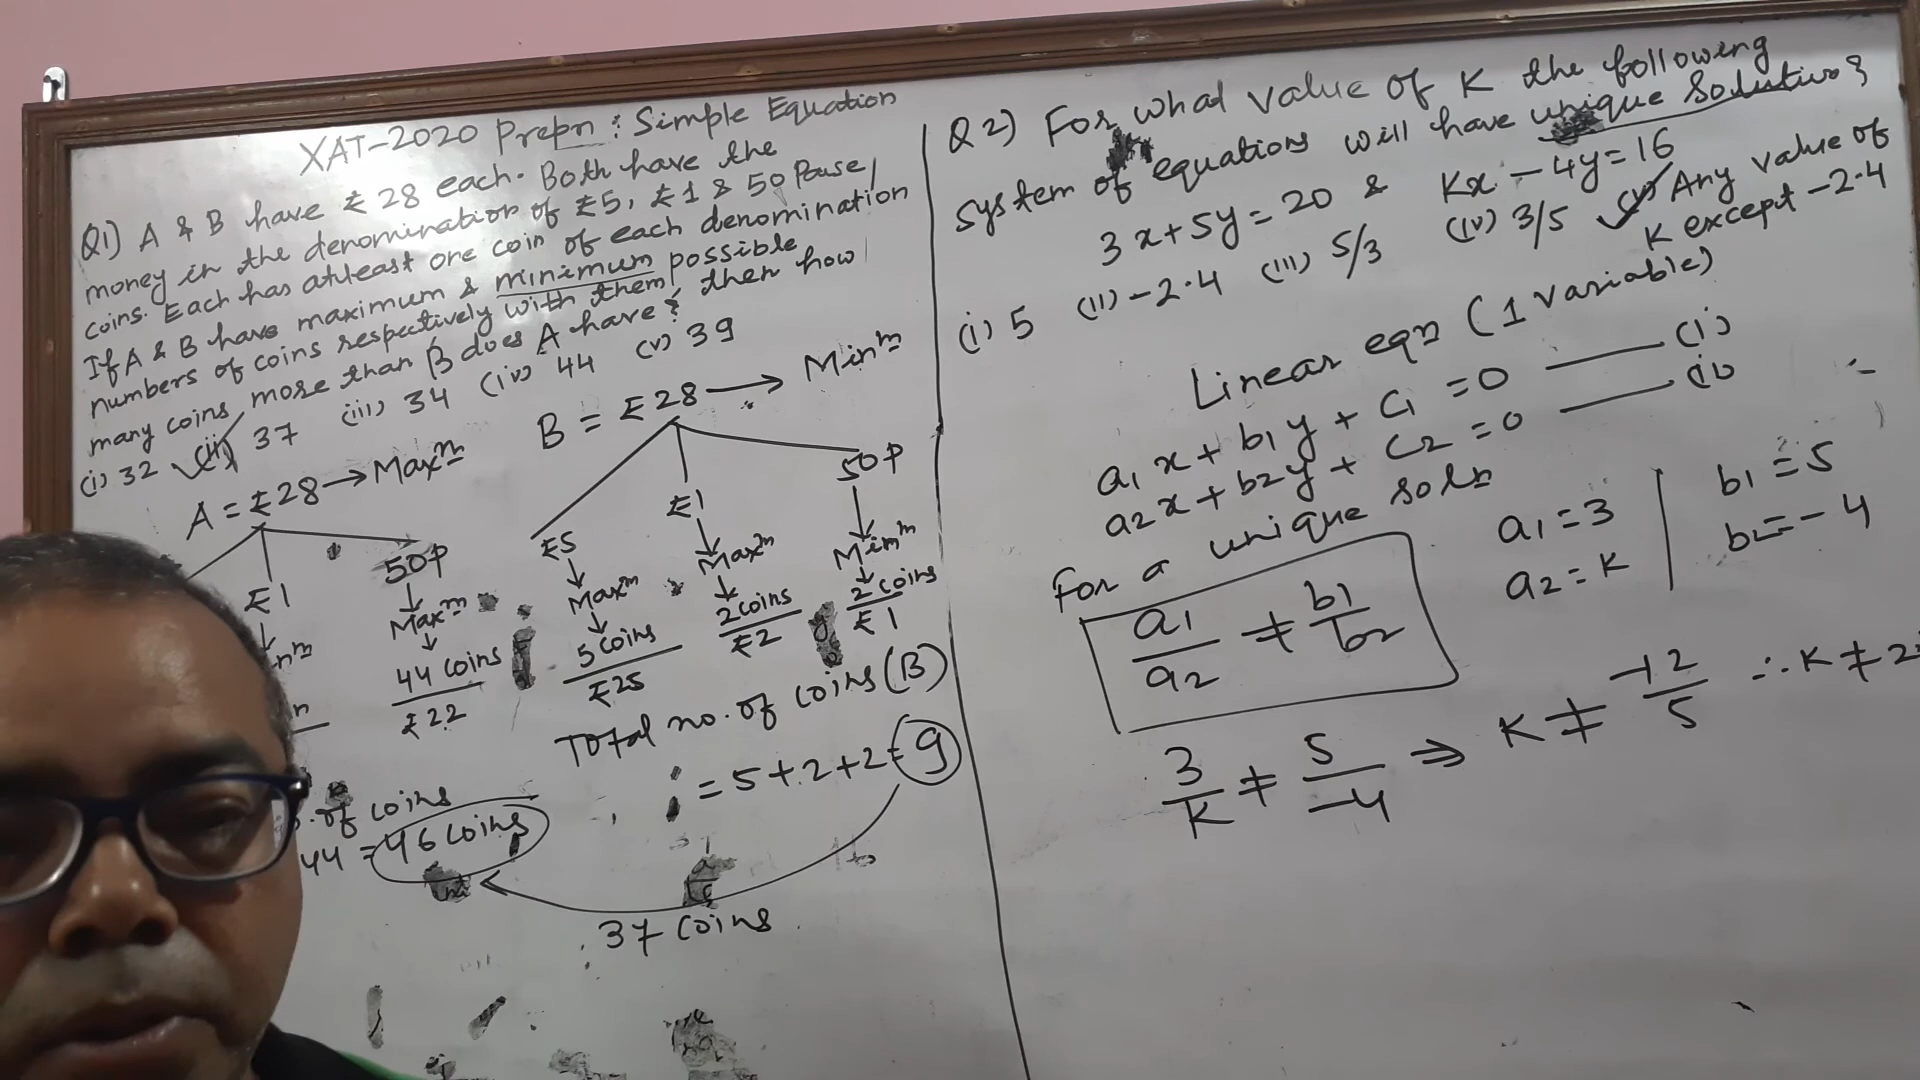 XAT-2020 Prepn : Simple Equation
Q1) A & B have ₹ 28 each. Both have the
money in the denomination of ₹5, ₹1 & 50 Pause
coins. Each has atleast one coin of each denomination
If A & B have maximum & minimum possible
numbers of coins respectively with them, then how
many coins more than B does A have?
(i) 32 (ii) 37 (iii) 34 (iv) 44 (v) 39
A = ₹28 → Maxm
₹1
50p
Maxm
44 coins
₹22
of coins
44 = 46 coins
B = ₹28 → Minm
₹5
₹1
50p
Maxm
Maxm
Minm
5 coins
2 coins
2 coins
₹25
₹2
₹1
Total no. of coins (B)
= 5+2+2 = 9
37 coins
Q2) For what value of K the following
system of equations will have unique solution?
3x+5y=20 & Kx-4y=16
(i) 5 (ii) -2.4 (iii) 5/3 (iv) 3/5 (v) Any value of
K except -2.4
Linear eqn (1 variable)
a1x + b1y + C1 = 0 — (i)
a2x + b2y + C2 = 0 — (ii)
For a unique soln
a1/a2 ≠ b1/b2
a1 = 3
a2 = K
b1 = 5
b2 = -4
3/K ≠ 5/-4 ⇒ K ≠ -12/5 ∴ K ≠ 2